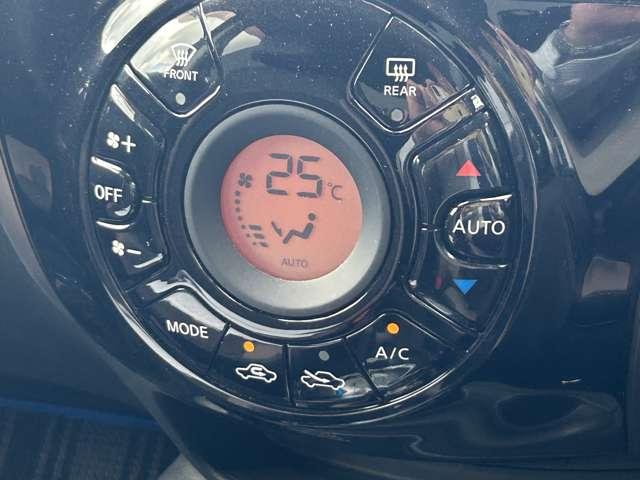 FRONT
REAR
+
25°C
OFF
AUTO
-
AUTO
MODE
A/C